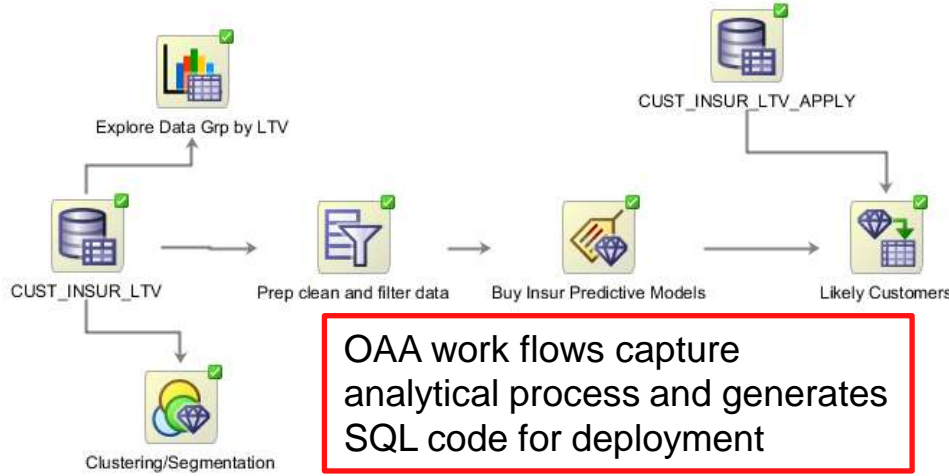 Explore Data Grp by LTV
CUST_INSUR_LTV_APPLY
CUST_INSUR_LTV
Prep clean and filter data
Buy Insur Predictive Models
Likely Customers
OAA work flows capture
analytical process and generates
SQL code for deployment
Clustering/Segmentation